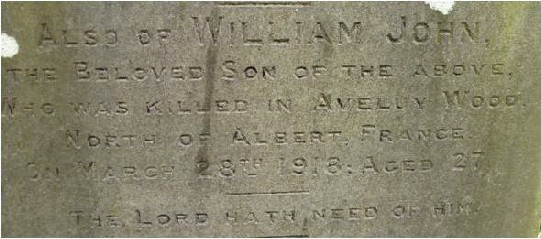 Also of William John,
the Beloved Son of the above,
Who was killed in Aveluy Wood,
North of Albert, France.
On March 28th 1918: Aged 27.
The Lord hath need of him.